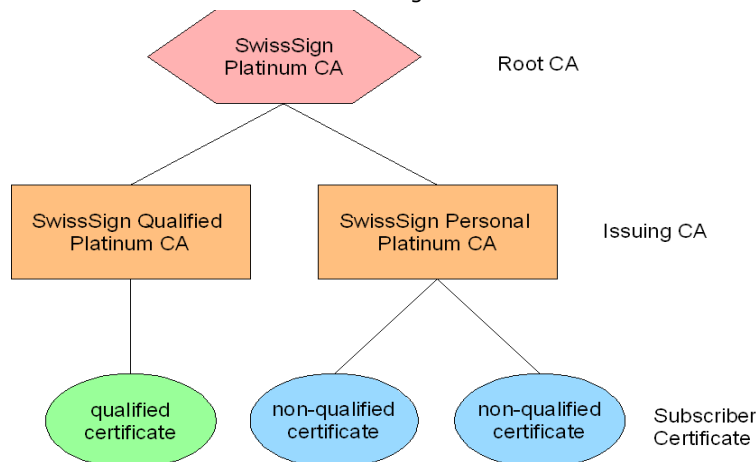 SwissSign
Platinum CA
Root CA
SwissSign Qualified
Platinum CA
SwissSign Personal
Platinum CA
Issuing CA
qualified
certificate
non-qualified
certificate
non-qualified
certificate
Subscriber
Certificate